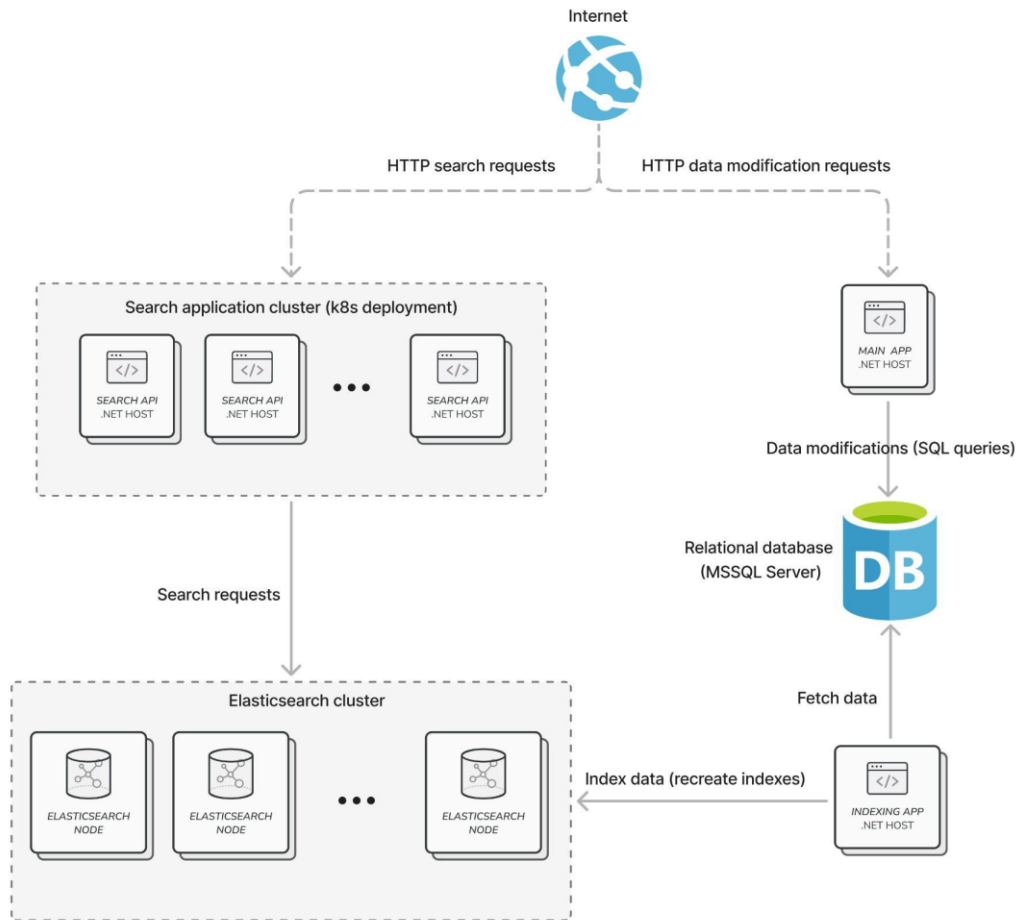 Internet
HTTP search requests
HTTP data modification requests
Search application cluster (k8s deployment)
SEARCH API
.NET HOST
SEARCH API
.NET HOST
SEARCH API
.NET HOST
MAIN APP
.NET HOST
Data modifications (SQL queries)
Relational database
(MSSQL Server)
DB
Search requests
Elasticsearch cluster
Fetch data
ELASTICSEARCH
NODE
ELASTICSEARCH
NODE
ELASTICSEARCH
NODE
Index data (recreate indexes)
INDEXING APP
.NET HOST